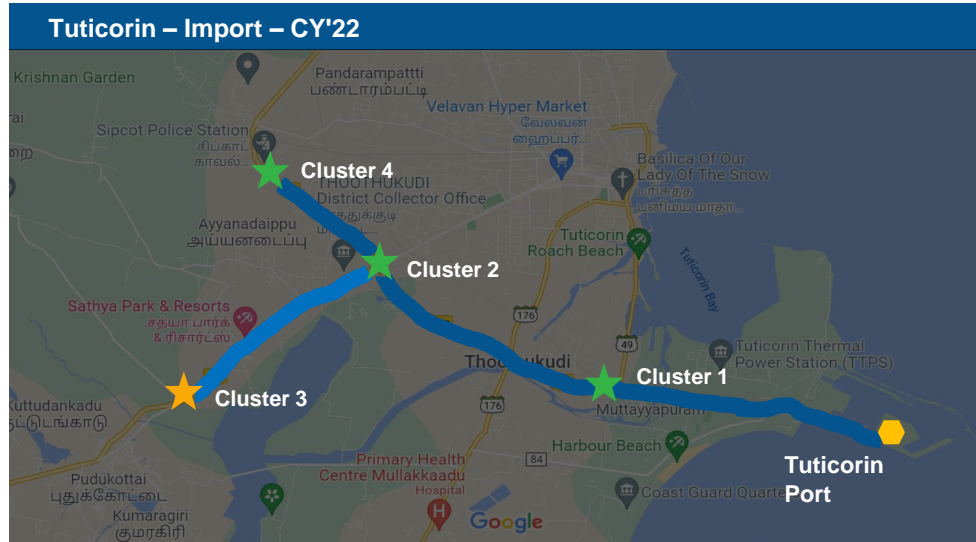 Tuticorin – Import – CY'22
Krishnan Garden
Pandarampattti
பண்டாரம்பட்டி
Velavan Hyper Market
வேலவன்
ஹைப்பர்...
Sipcot Police Station
சிப்காட்
காவல்...
Cluster 4
Basilica Of Our
Lady Of The Snow
பரிசுத்த
பனிமய மாதா...
THOOTHUKUDI
District Collector Office
Ayyanadaippu
அய்யனடைப்பு
Tuticorin
Roach Beach
Cluster 2
Tuticorin Bay
Sathya Park & Resorts
சத்யா பார்க்
& ரிசார்ட்ஸ்
176
49
Tuticorin Thermal
Power Station (TTPS)
Thoothukudi
Cluster 1
Cluster 3
Kuttudankadu
176
Muttayyapuram
Harbour Beach
Tuticorin
Port
84
Primary Health
Centre Mullakkaadu
Hospital
Pudukottai
புதுக்கோட்டை
Coast Guard Quarte
Kumaragiri
குமரகிரி
H
Google